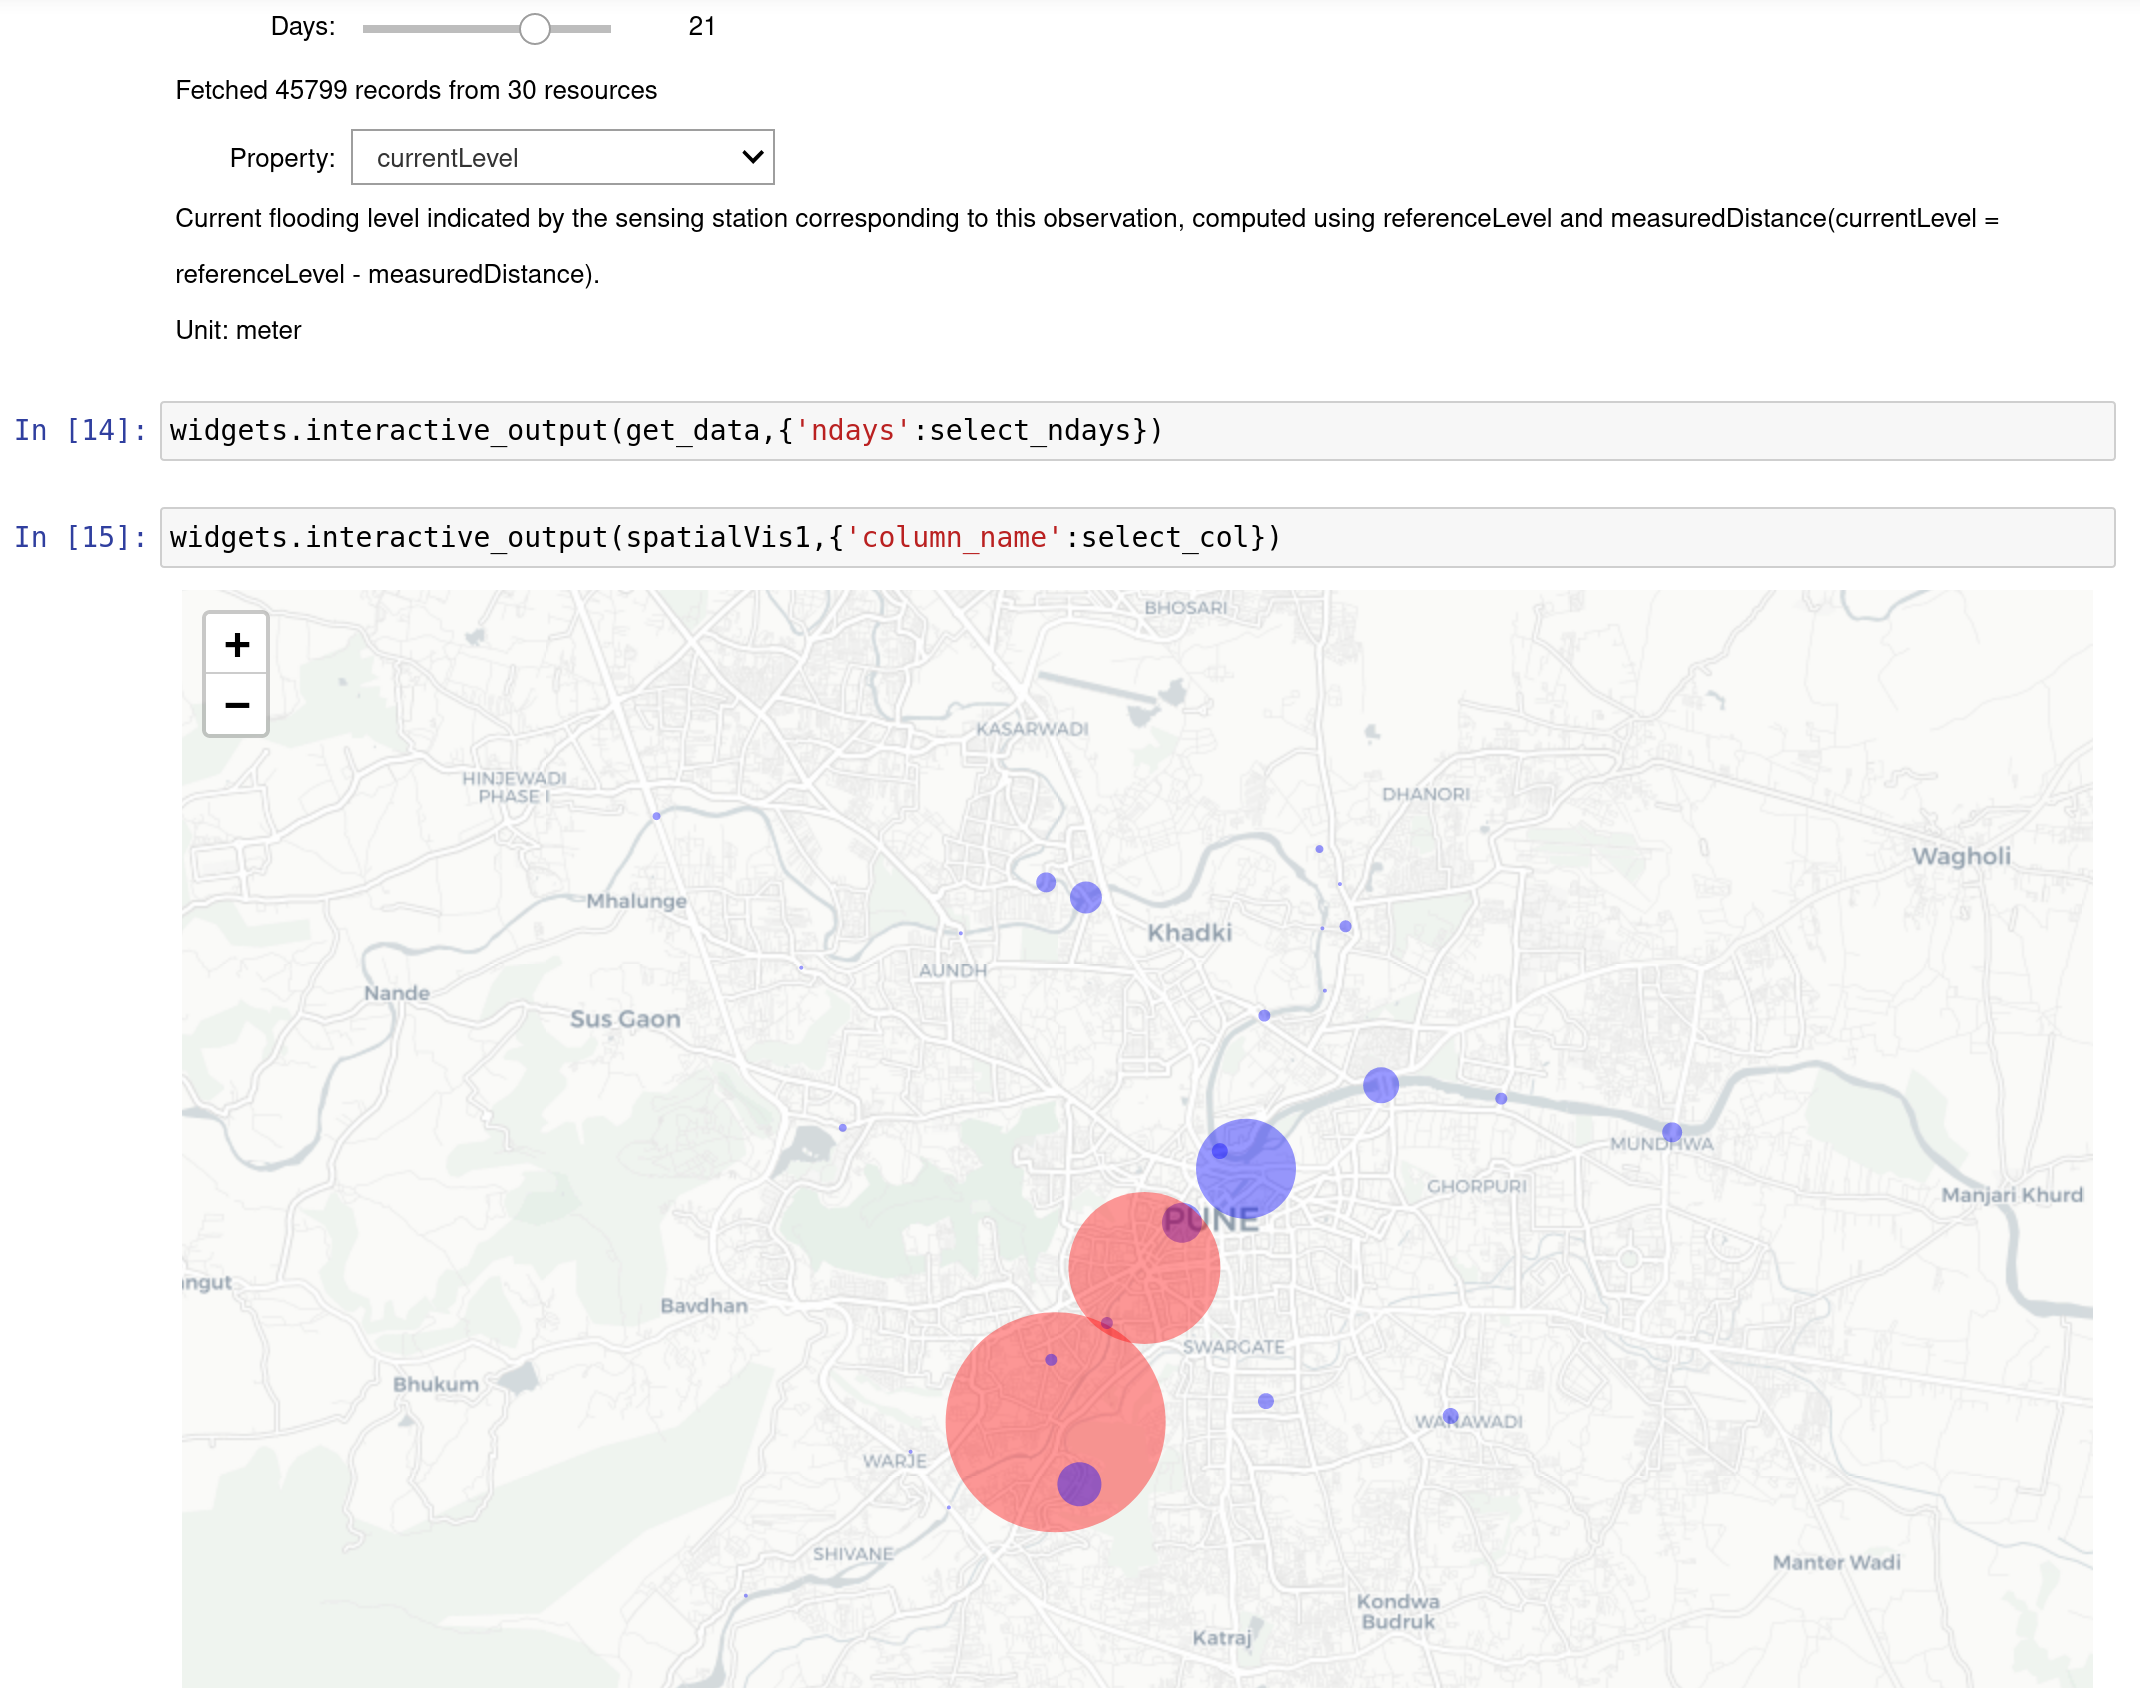 Days: 21
Fetched 45799 records from 30 resources
Property: currentLevel
Current flooding level indicated by the sensing station corresponding to this observation, computed using referenceLevel and measuredDistance(currentLevel =
referenceLevel - measuredDistance).
Unit: meter
In [14]: widgets.interactive_output(get_data,{'ndays':select_ndays})
In [15]: widgets.interactive_output(spatialVis1,{'column_name':select_col})
BHOSARI
+
−
KASARWADI
HINJEWADI
PHASE I
DHANORI
Wagholi
Mhalunge
Khadki
AUNDH
Nande
Sus Gaon
MUNDHWA
GHORPURI
Manjari Khurd
PUNE
ngut
Bavdhan
SWARGATE
Bhukum
WANAWADI
WARJE
SHIVANE
Manter Wadi
Kondwa
Budruk
Katraj